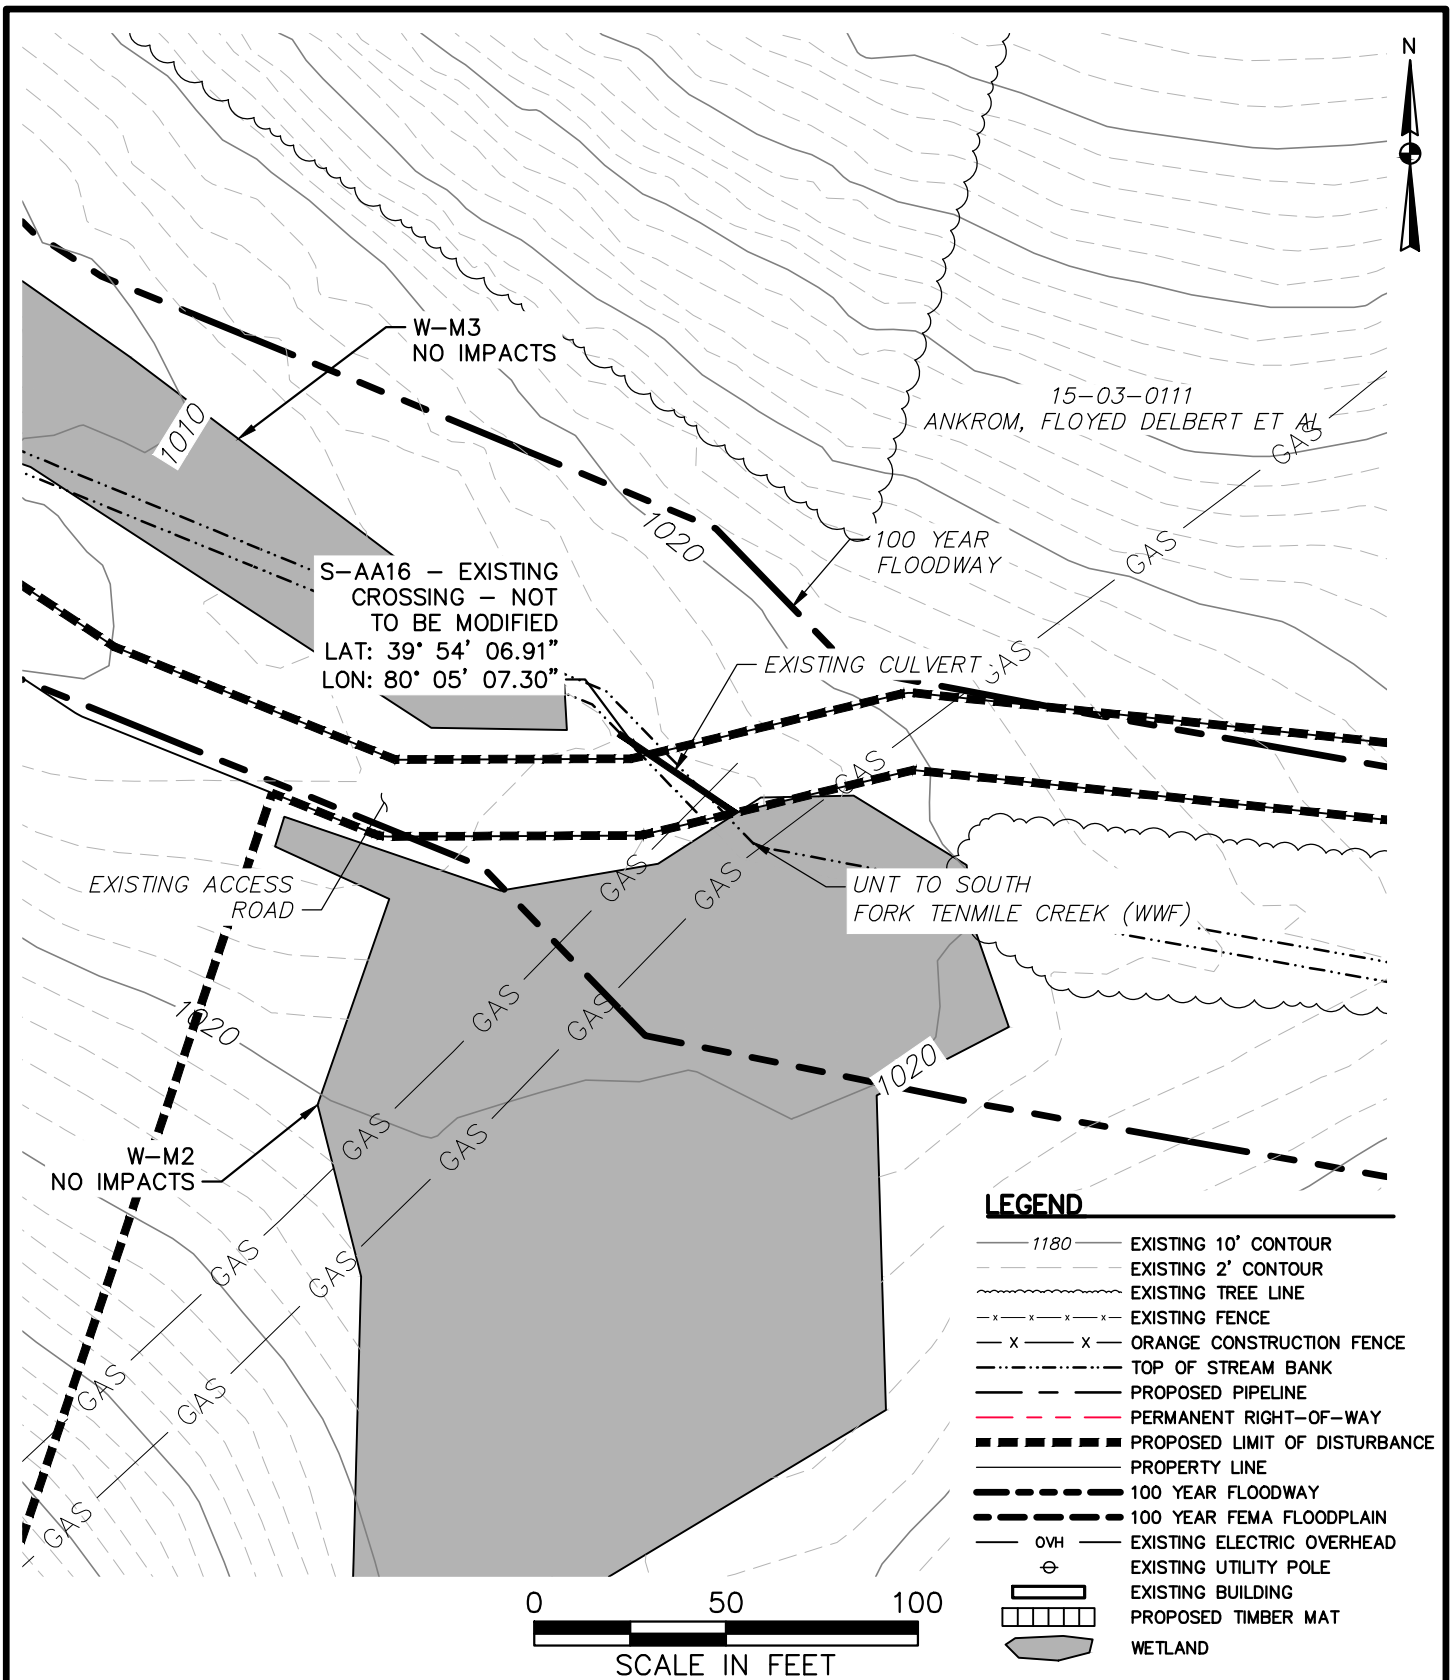 N
W-M3
NO IMPACTS
1010
15-03-0111
ANKROM, FLOYED DELBERT ET AL
GAS
1020
100 YEAR
FLOODWAY
GAS
S-AA16 - EXISTING
CROSSING - NOT
TO BE MODIFIED
LAT: 39° 54' 06.91"
LON: 80° 05' 07.30"
EXISTING CULVERT
GAS
GAS
EXISTING ACCESS
ROAD
GAS
GAS
UNT TO SOUTH
FORK TENMILE CREEK (WWF)
1020
GAS
GAS
1020
W-M2
NO IMPACTS
GAS
GAS
GAS
GAS
GAS
GAS
GAS
LEGEND
1180 EXISTING 10' CONTOUR
EXISTING 2' CONTOUR
EXISTING TREE LINE
x x x x EXISTING FENCE
X X ORANGE CONSTRUCTION FENCE
TOP OF STREAM BANK
PROPOSED PIPELINE
PERMANENT RIGHT-OF-WAY
PROPOSED LIMIT OF DISTURBANCE
PROPERTY LINE
100 YEAR FLOODWAY
100 YEAR FEMA FLOODPLAIN
OVH EXISTING ELECTRIC OVERHEAD
EXISTING UTILITY POLE
EXISTING BUILDING
PROPOSED TIMBER MAT
WETLAND
0 50 100
SCALE IN FEET